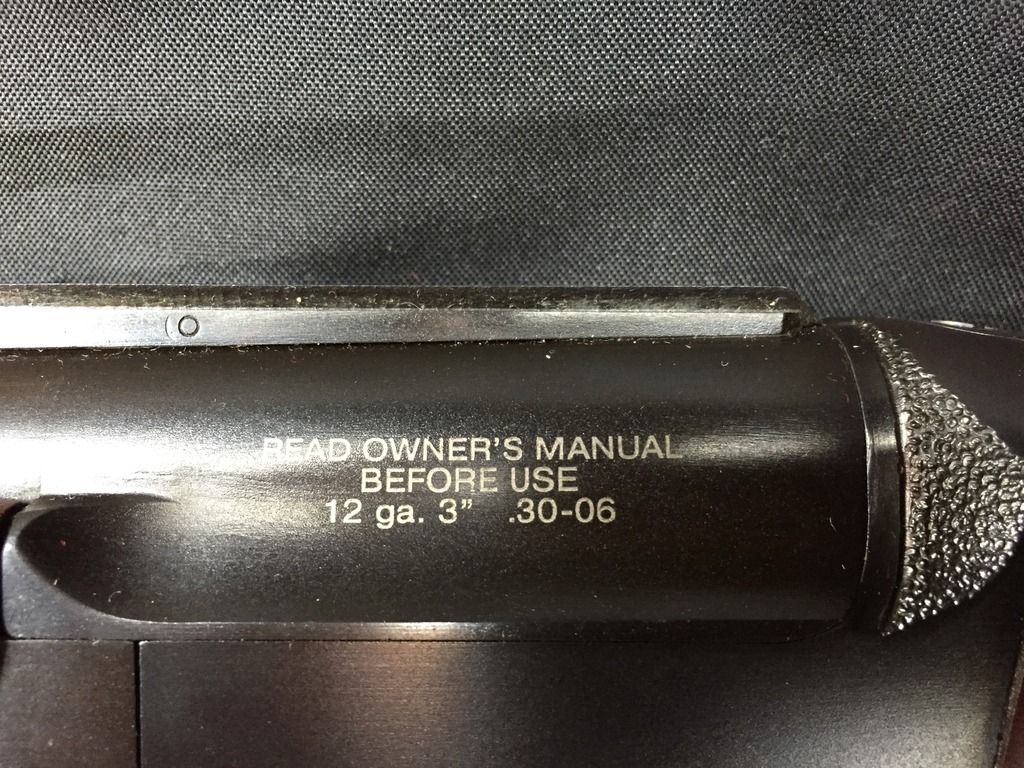 READ OWNER'S MANUAL
BEFORE USE
12 ga. 3" .30-06